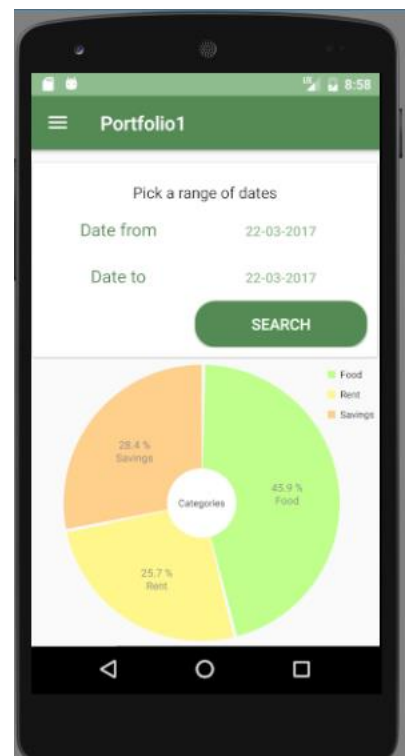 LTE 8:58
Portfolio1
Pick a range of dates
Date from 22-03-2017
Date to 22-03-2017
SEARCH
Food
Rent
Savings
28.4 %
Savings
45.9 %
Food
Categories
25.7 %
Rent